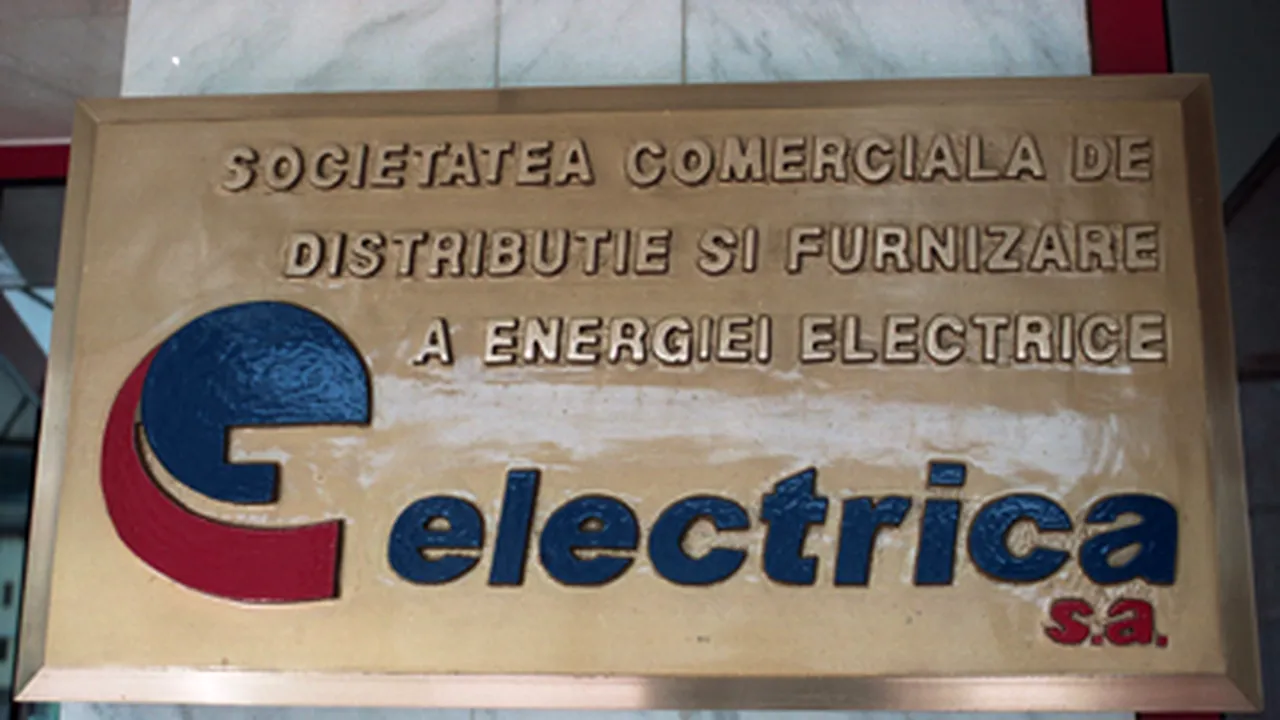 SOCIETATEA COMERCIALA DE
DISTRIBUTIE SI FURNIZARE
A ENERGIEI ELECTRICE
electrica
s.a.